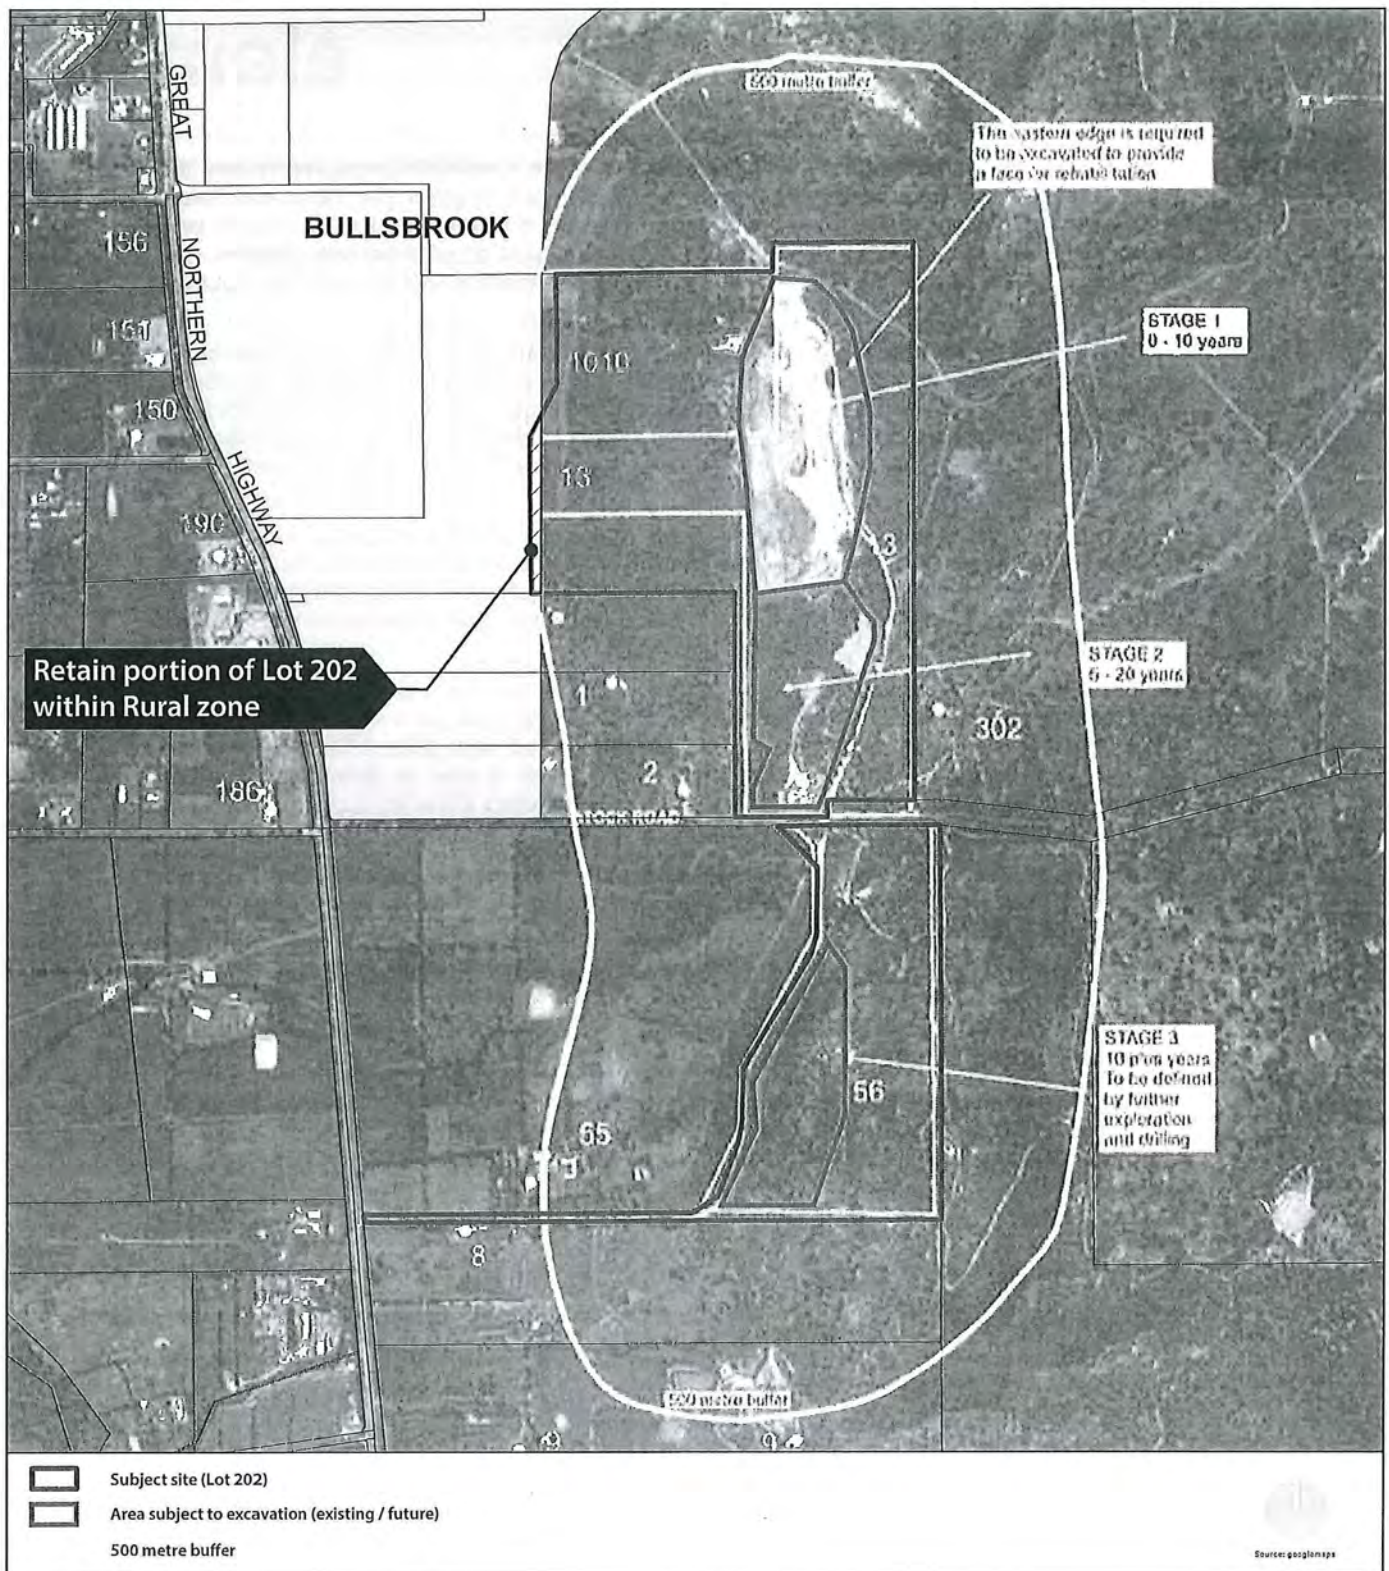 500 metre buffer
GREAT
The eastern edge is required
to be excavated to provide
a face for rehabilitation
156
BULLSBROOK
NORTHERN
151
1010
STAGE 1
0 - 10 years
150
13
HIGHWAY
190
3
Retain portion of Lot 202
within Rural zone
STAGE 2
5 - 20 years
1
302
2
186
STOCK ROAD
STAGE 3
10 plus years
To be defined
by further
exploration
and drilling
56
65
8
500 metre buffer
9
9
Subject site (Lot 202)
Area subject to excavation (existing / future)
500 metre buffer
Source: googlemaps